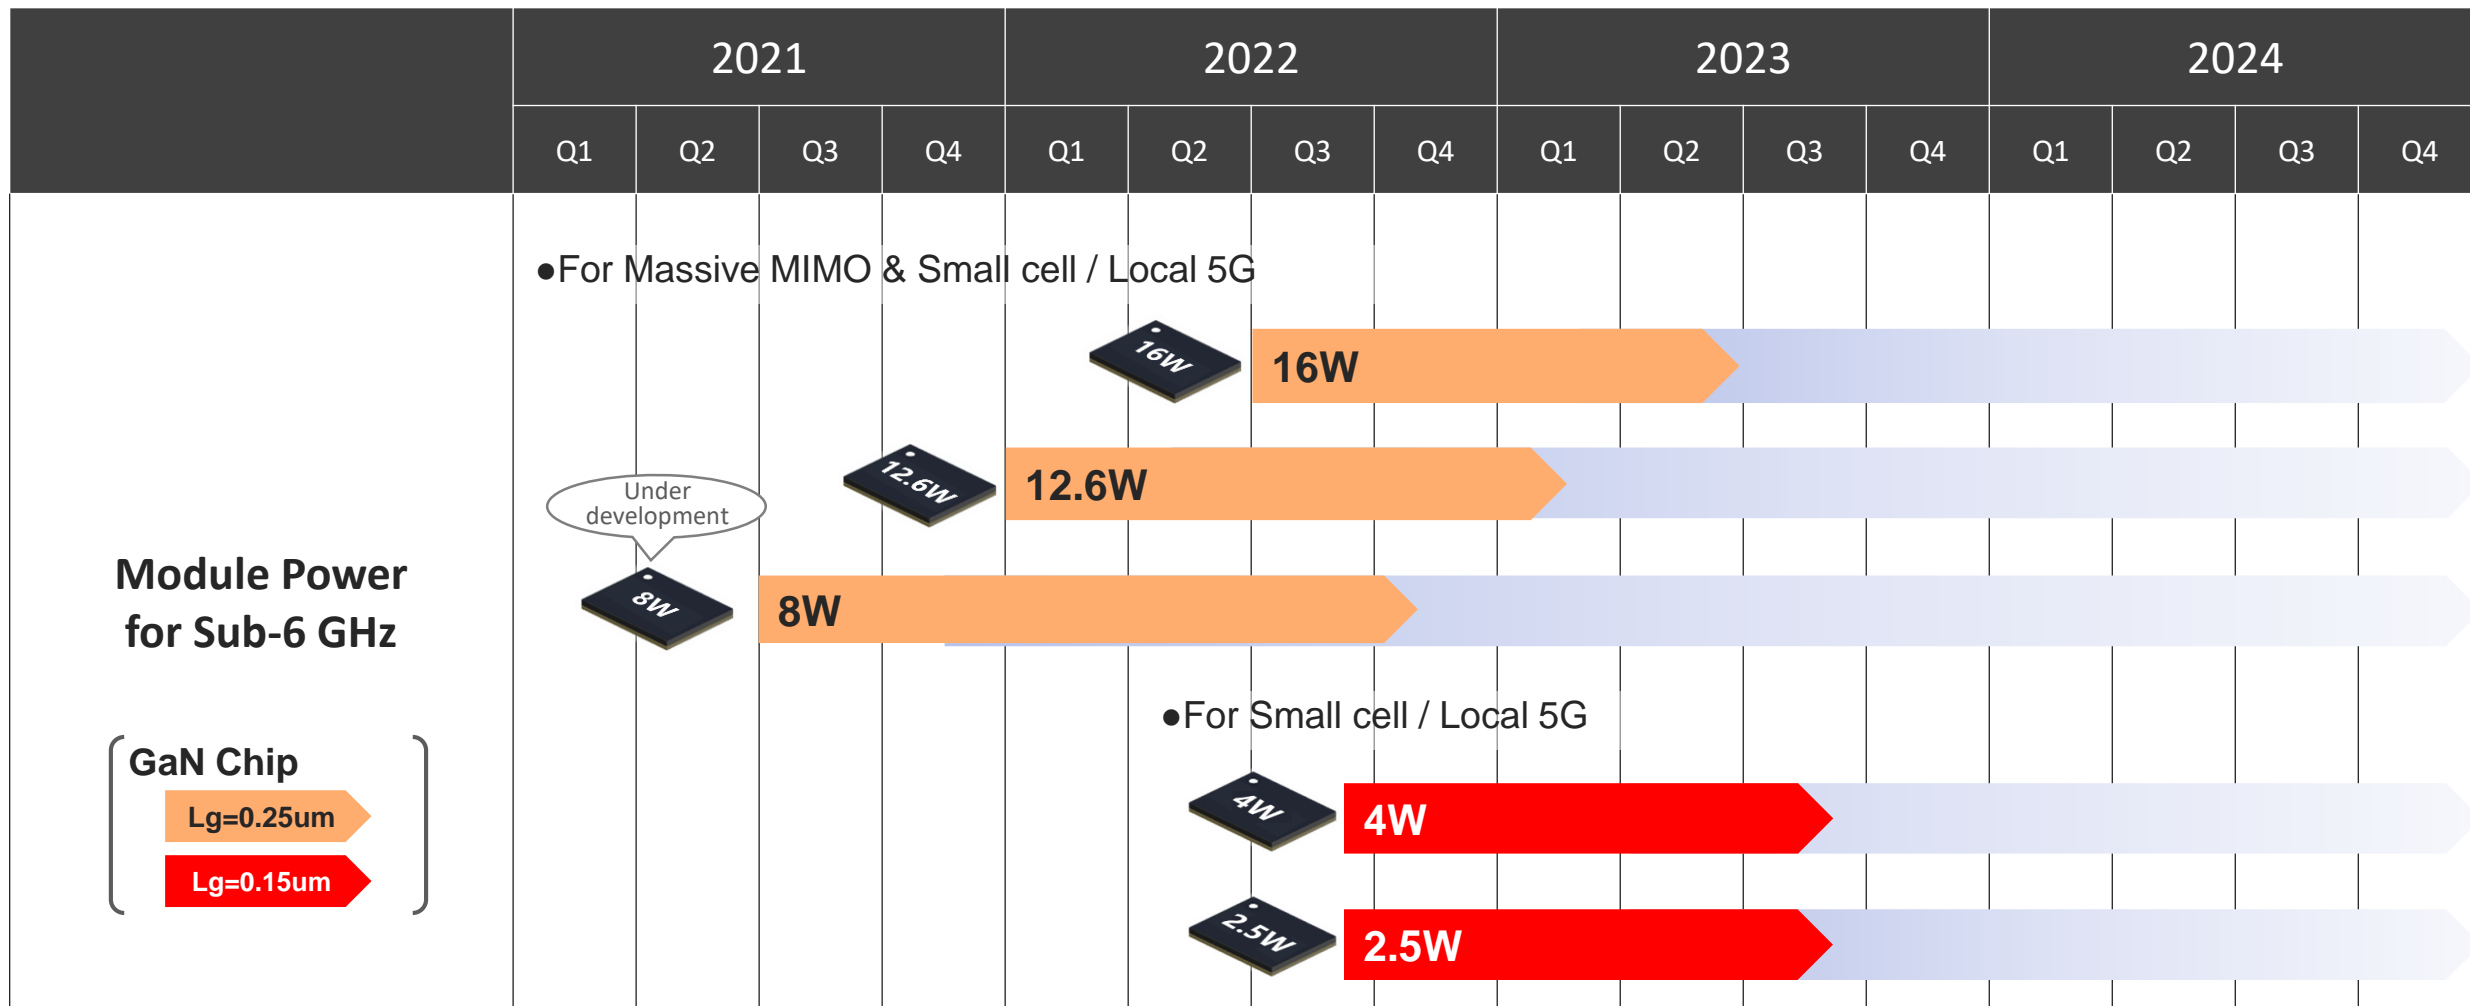 2021 2022 2023 2024
Q1 Q2 Q3 Q4 Q1 Q2 Q3 Q4 Q1 Q2 Q3 Q4 Q1 Q2 Q3 Q4
●For Massive MIMO & Small cell / Local 5G
16W
16W
12.6W
12.6W
Under
development
8W
8W
Module Power
for Sub-6 GHz
●For Small cell / Local 5G
4W
4W
2.5W
2.5W
GaN Chip
Lg=0.25um
Lg=0.15um